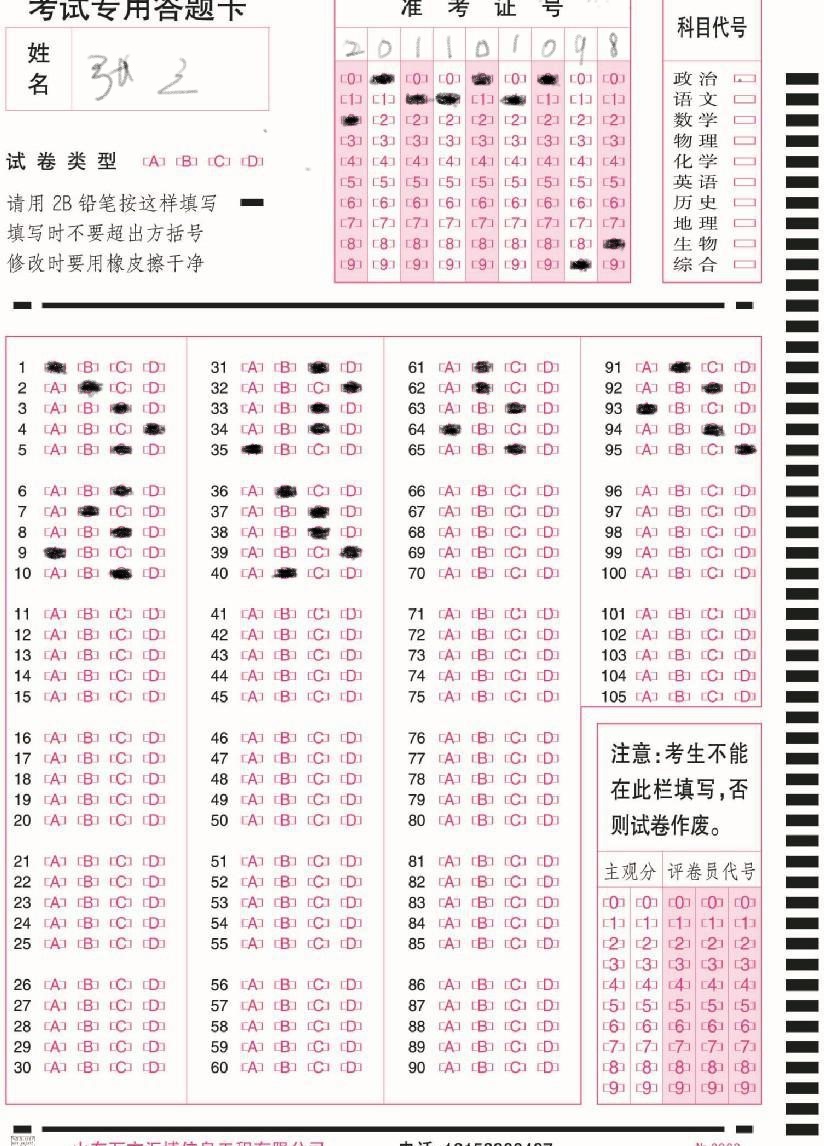 考试专用答题卡
姓名
张三
试卷类型 [A] [B] [C] [D]
请用2B铅笔按这样填写
填写时不要超出方括号
修改时要用橡皮擦干净
准考证号
2 0 1 1 0 1 0 9 8
[0] [0] [0] [0] [0]
[1] [1] [1] [1] [1] [1]
[2] [2] [2] [2] [2] [2] [2] [2]
[3] [3] [3] [3] [3] [3] [3] [3] [3]
[4] [4] [4] [4] [4] [4] [4] [4] [4]
[5] [5] [5] [5] [5] [5] [5] [5] [5]
[6] [6] [6] [6] [6] [6] [6] [6] [6]
[7] [7] [7] [7] [7] [7] [7] [7] [7]
[8] [8] [8] [8] [8] [8] [8] [8]
[9] [9] [9] [9] [9] [9] [9] [9]
科目代号
政治
语文
数学
物理
化学
英语
历史
地理
生物
综合
1 [B] [C] [D]
2 [A] [C] [D]
3 [A] [B] [D]
4 [A] [B] [C]
5 [A] [B] [D]
6 [A] [B] [D]
7 [A] [C] [D]
8 [A] [B] [D]
9 [B] [C] [D]
10 [A] [B] [D]
11 [A] [B] [C] [D]
12 [A] [B] [C] [D]
13 [A] [B] [C] [D]
14 [A] [B] [C] [D]
15 [A] [B] [C] [D]
16 [A] [B] [C] [D]
17 [A] [B] [C] [D]
18 [A] [B] [C] [D]
19 [A] [B] [C] [D]
20 [A] [B] [C] [D]
21 [A] [B] [C] [D]
22 [A] [B] [C] [D]
23 [A] [B] [C] [D]
24 [A] [B] [C] [D]
25 [A] [B] [C] [D]
26 [A] [B] [C] [D]
27 [A] [B] [C] [D]
28 [A] [B] [C] [D]
29 [A] [B] [C] [D]
30 [A] [B] [C] [D]
31 [A] [B] [D]
32 [A] [B] [C]
33 [A] [B] [D]
34 [A] [B] [D]
35 [B] [C] [D]
36 [A] [C] [D]
37 [A] [B] [D]
38 [A] [B] [D]
39 [A] [B] [C]
40 [A] [C] [D]
41 [A] [B] [C] [D]
42 [A] [B] [C] [D]
43 [A] [B] [C] [D]
44 [A] [B] [C] [D]
45 [A] [B] [C] [D]
46 [A] [B] [C] [D]
47 [A] [B] [C] [D]
48 [A] [B] [C] [D]
49 [A] [B] [C] [D]
50 [A] [B] [C] [D]
51 [A] [B] [C] [D]
52 [A] [B] [C] [D]
53 [A] [B] [C] [D]
54 [A] [B] [C] [D]
55 [A] [B] [C] [D]
56 [A] [B] [C] [D]
57 [A] [B] [C] [D]
58 [A] [B] [C] [D]
59 [A] [B] [C] [D]
60 [A] [B] [C] [D]
61 [A] [C] [D]
62 [A] [C] [D]
63 [A] [B] [D]
64 [B] [C] [D]
65 [A] [B] [D]
66 [A] [B] [C] [D]
67 [A] [B] [C] [D]
68 [A] [B] [C] [D]
69 [A] [B] [C] [D]
70 [A] [B] [C] [D]
71 [A] [B] [C] [D]
72 [A] [B] [C] [D]
73 [A] [B] [C] [D]
74 [A] [B] [C] [D]
75 [A] [B] [C] [D]
76 [A] [B] [C] [D]
77 [A] [B] [C] [D]
78 [A] [B] [C] [D]
79 [A] [B] [C] [D]
80 [A] [B] [C] [D]
81 [A] [B] [C] [D]
82 [A] [B] [C] [D]
83 [A] [B] [C] [D]
84 [A] [B] [C] [D]
85 [A] [B] [C] [D]
86 [A] [B] [C] [D]
87 [A] [B] [C] [D]
88 [A] [B] [C] [D]
89 [A] [B] [C] [D]
90 [A] [B] [C] [D]
91 [A] [C] [D]
92 [A] [B] [D]
93 [B] [C] [D]
94 [A] [B] [D]
95 [A] [B] [C]
96 [A] [B] [C] [D]
97 [A] [B] [C] [D]
98 [A] [B] [C] [D]
99 [A] [B] [C] [D]
100 [A] [B] [C] [D]
101 [A] [B] [C] [D]
102 [A] [B] [C] [D]
103 [A] [B] [C] [D]
104 [A] [B] [C] [D]
105 [A] [B] [C] [D]
注意:考生不能
在此栏填写,否
则试卷作废。
主观分 评卷员代号
[0] [0] [0] [0] [0]
[1] [1] [1] [1] [1]
[2] [2] [2] [2] [2]
[3] [3] [3] [3] [3]
[4] [4] [4] [4] [4]
[5] [5] [5] [5] [5]
[6] [6] [6] [6] [6]
[7] [7] [7] [7] [7]
[8] [8] [8] [8] [8]
[9] [9] [9] [9] [9]